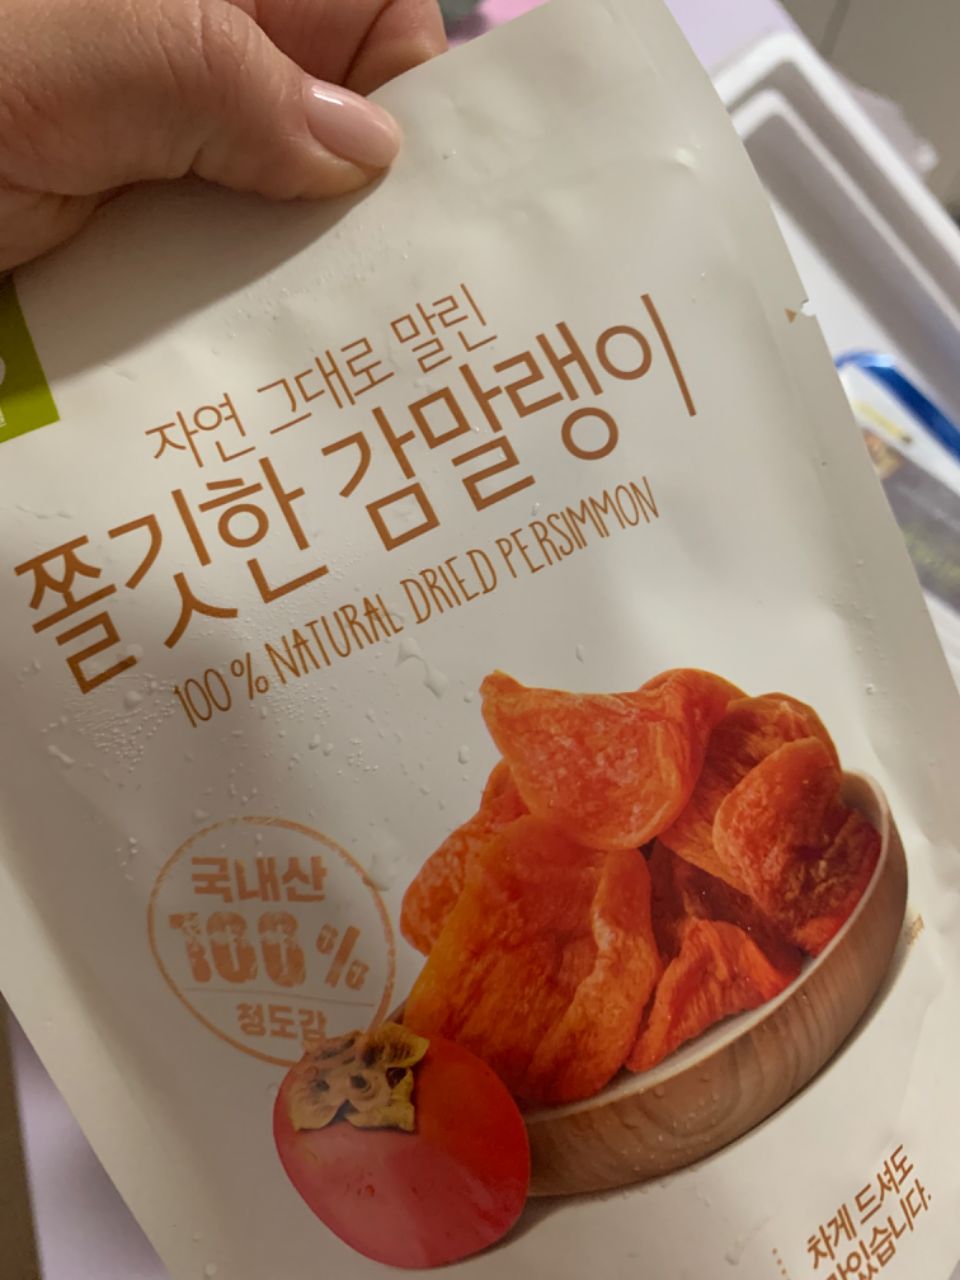 자연 그대로 말린
쫄깃한 감말랭이
100% NATURAL DRIED PERSIMMON
국내산
100%
청도감
차게 드셔도
맛있습니다.